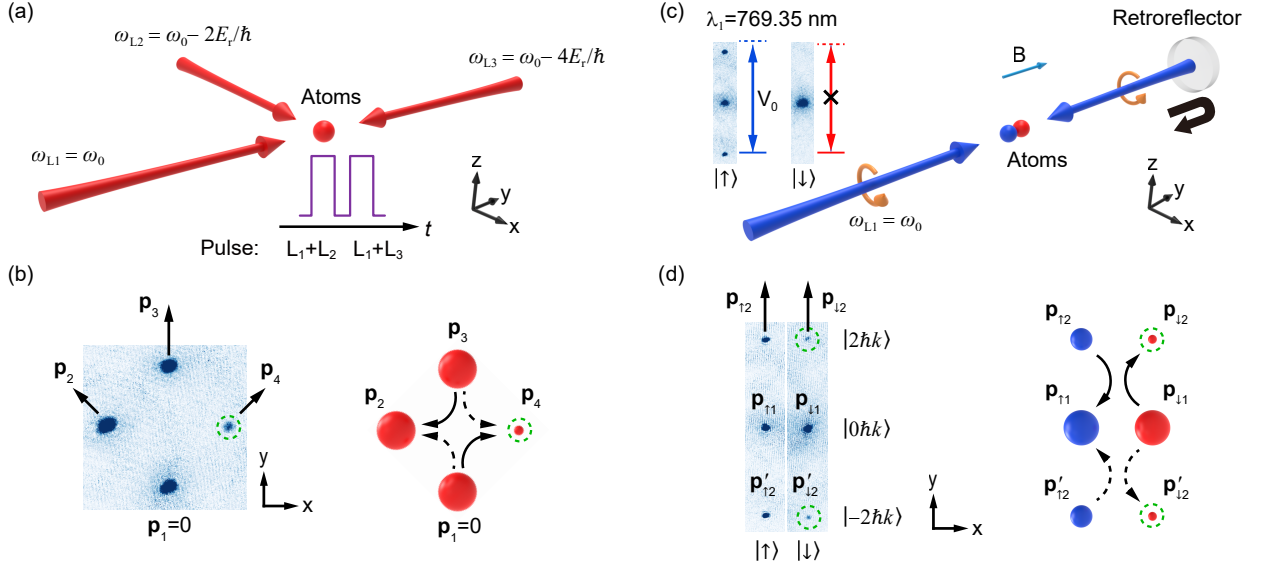 (a)
ω_L2 = ω_0 − 2E_r/ħ
ω_L3 = ω_0 − 4E_r/ħ
Atoms
ω_L1 = ω_0
z
y
x
t
Pulse: L_1+L_2 L_1+L_3
(b)
p_3
p_2
p_4
y
x
p_1=0
p_3
p_2
p_4
p_1=0
(c)
λ_1=769.35 nm
Retroreflector
B
V_0
Atoms
|↑⟩ |↓⟩
ω_L1 = ω_0
z
y
x
(d)
p_↑2 p_↓2
|2ħk⟩
p_↑1 p_↓1
|0ħk⟩
p′_↑2 p′_↓2
|−2ħk⟩
|↑⟩ |↓⟩
y
x
p_↑2 p_↓2
p_↑1 p_↓1
p′_↑2 p′_↓2